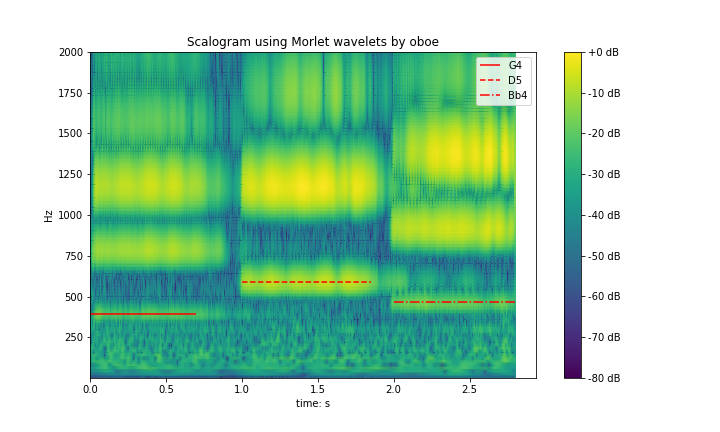 Scalogram using Morlet wavelets by oboe
2000
1750
1500
1250
1000
750
500
250
Hz
0.0
0.5
1.0
1.5
2.0
2.5
time: s
G4
D5
Bb4
+0 dB
-10 dB
-20 dB
-30 dB
-40 dB
-50 dB
-60 dB
-70 dB
-80 dB